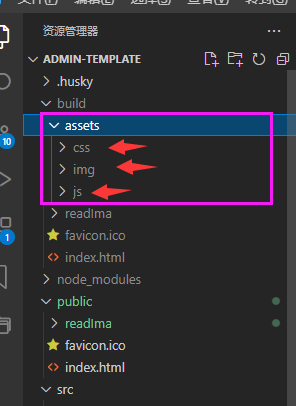 资源管理器
ADMIN-TEMPLATE
.husky
build
assets
css
img
js
readIma
favicon.ico
index.html
node_modules
public
readIma
favicon.ico
index.html
src
10
1